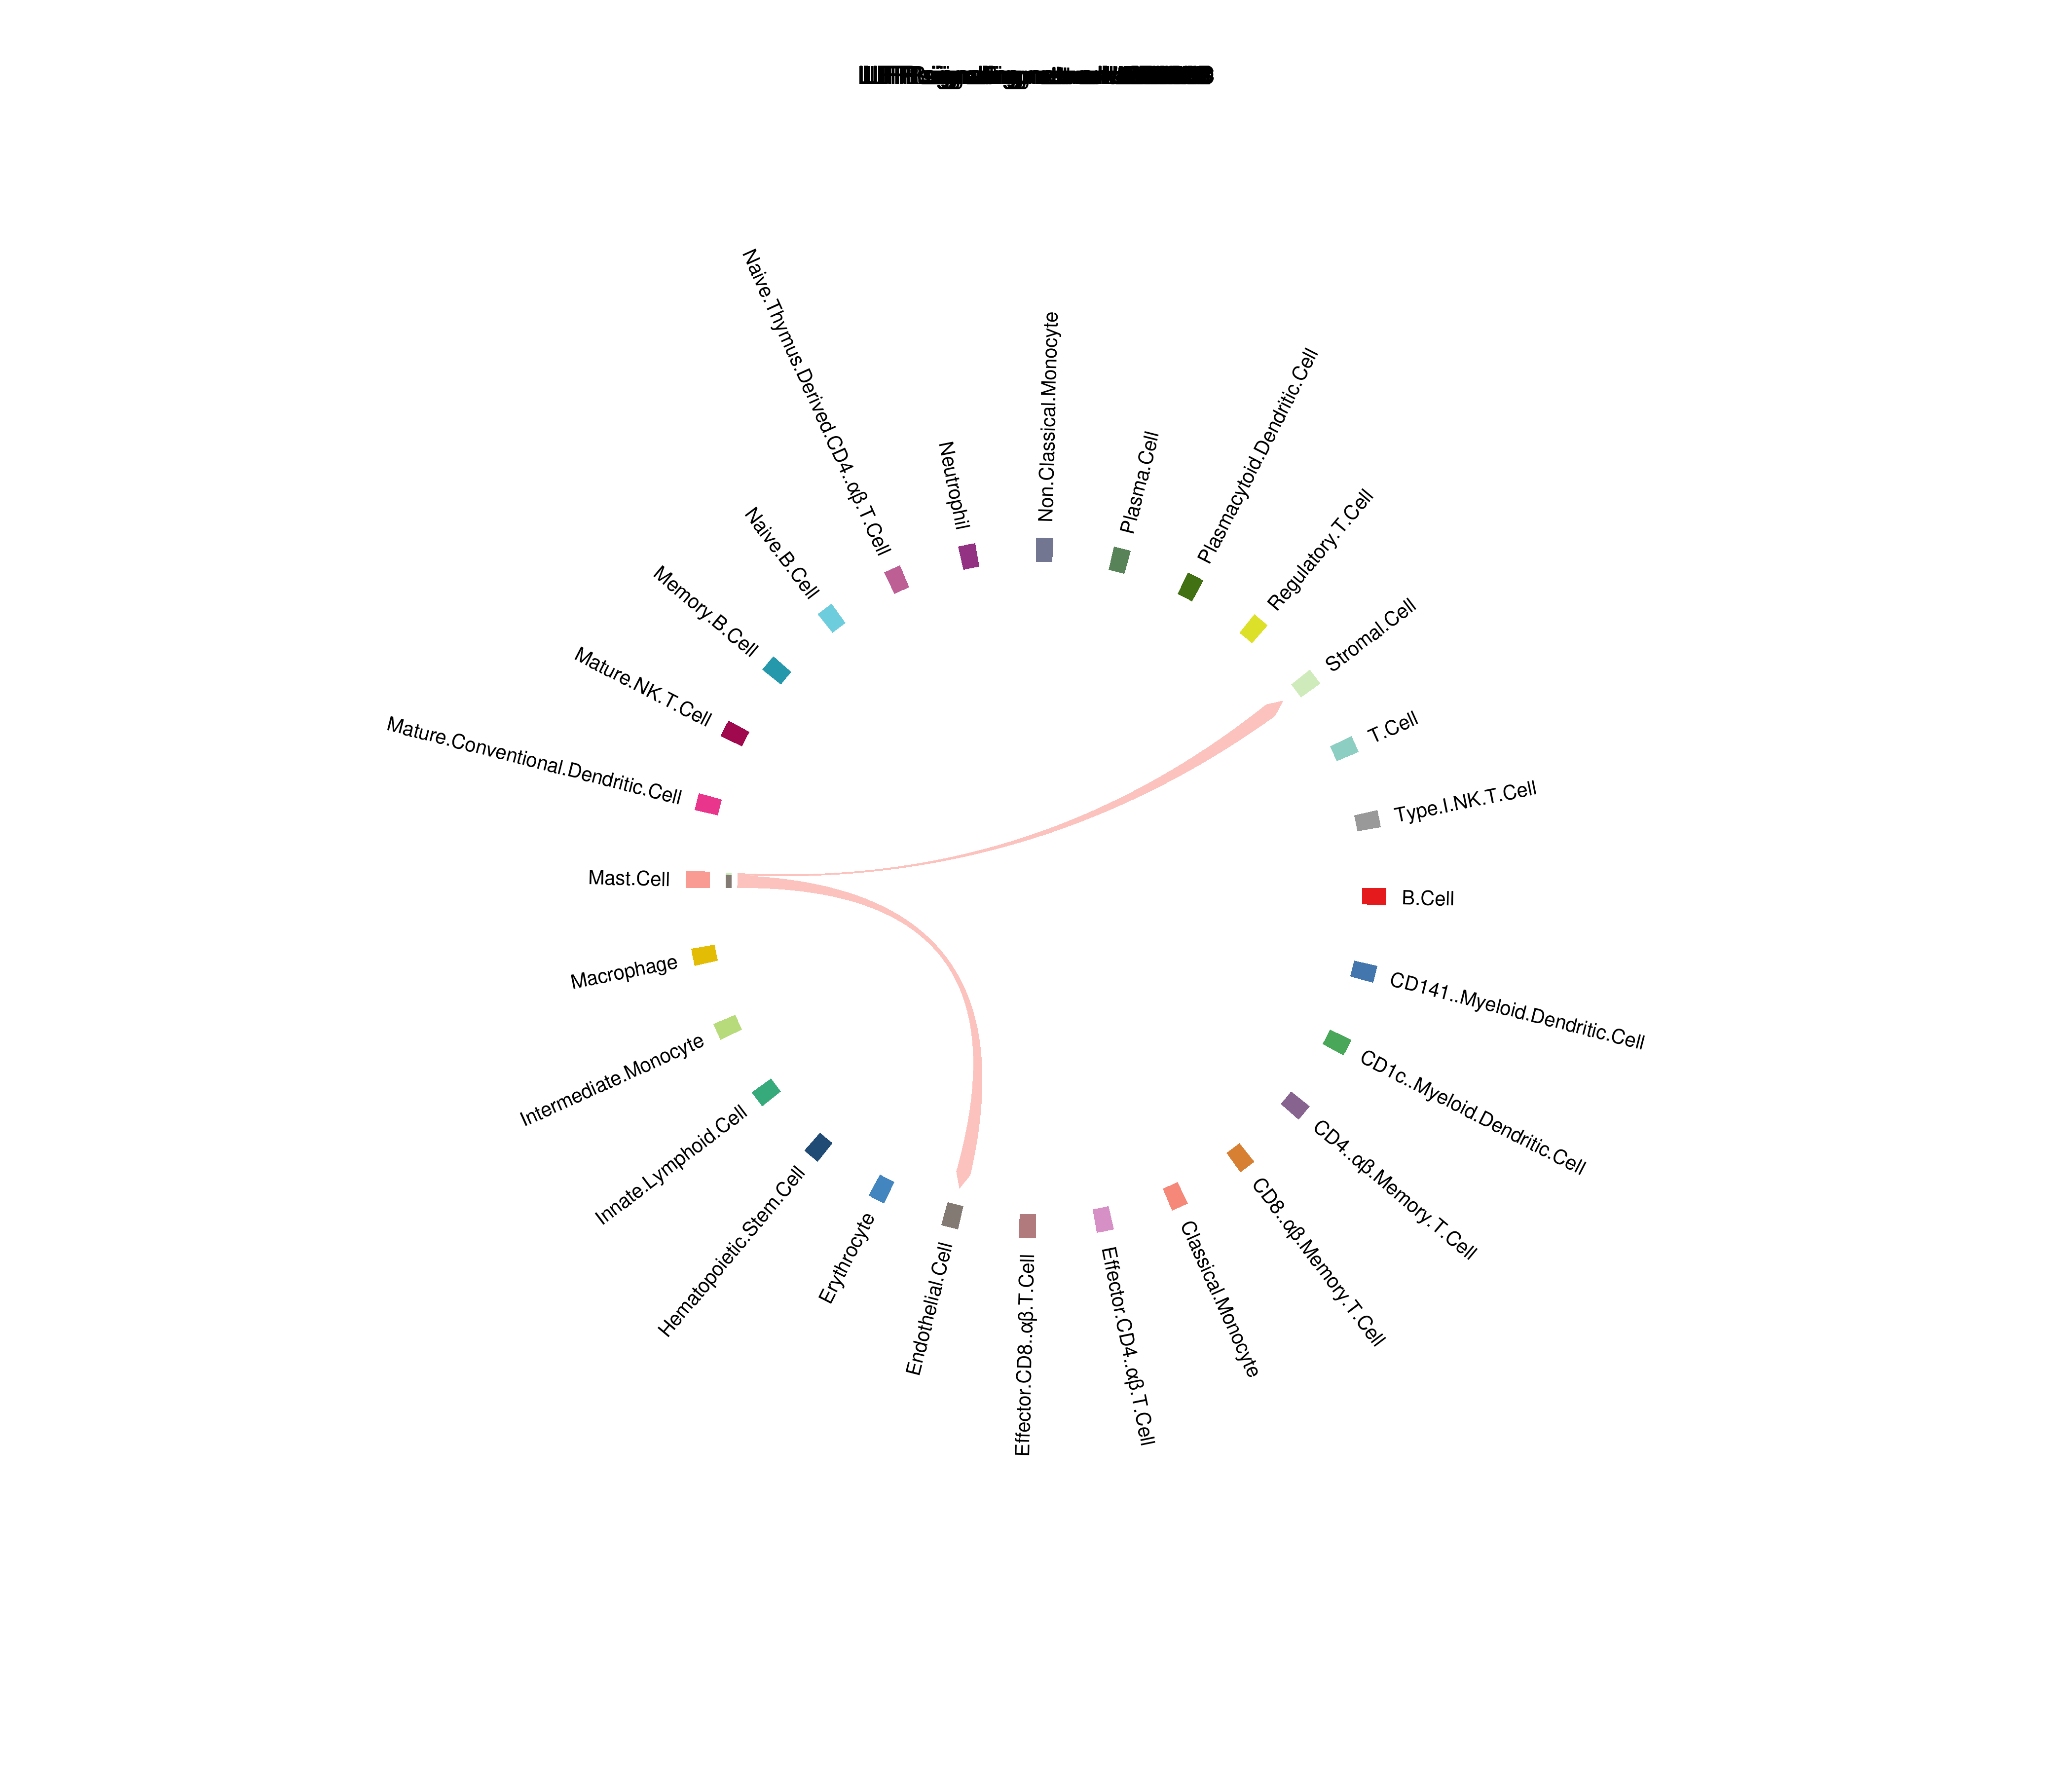 Naive.Thymus.Derived.CD4..αβ.T.Cell
Neutrophil
Non.Classical.Monocyte
Plasma.Cell
Plasmacytoid.Dendritic.Cell
Regulatory.T.Cell
Stromal.Cell
T.Cell
Type.I.NK.T.Cell
B.Cell
CD141..Myeloid.Dendritic.Cell
CD1c..Myeloid.Dendritic.Cell
CD4..αβ.Memory.T.Cell
CD8..αβ.Memory.T.Cell
Classical.Monocyte
Effector.CD4..αβ.T.Cell
Effector.CD8..αβ.T.Cell
Endothelial.Cell
Erythrocyte
Hematopoietic.Stem.Cell
Innate.Lymphoid.Cell
Intermediate.Monocyte
Macrophage
Mast.Cell
Mature.Conventional.Dendritic.Cell
Mature.NK.T.Cell
Memory.B.Cell
Naive.B.Cell